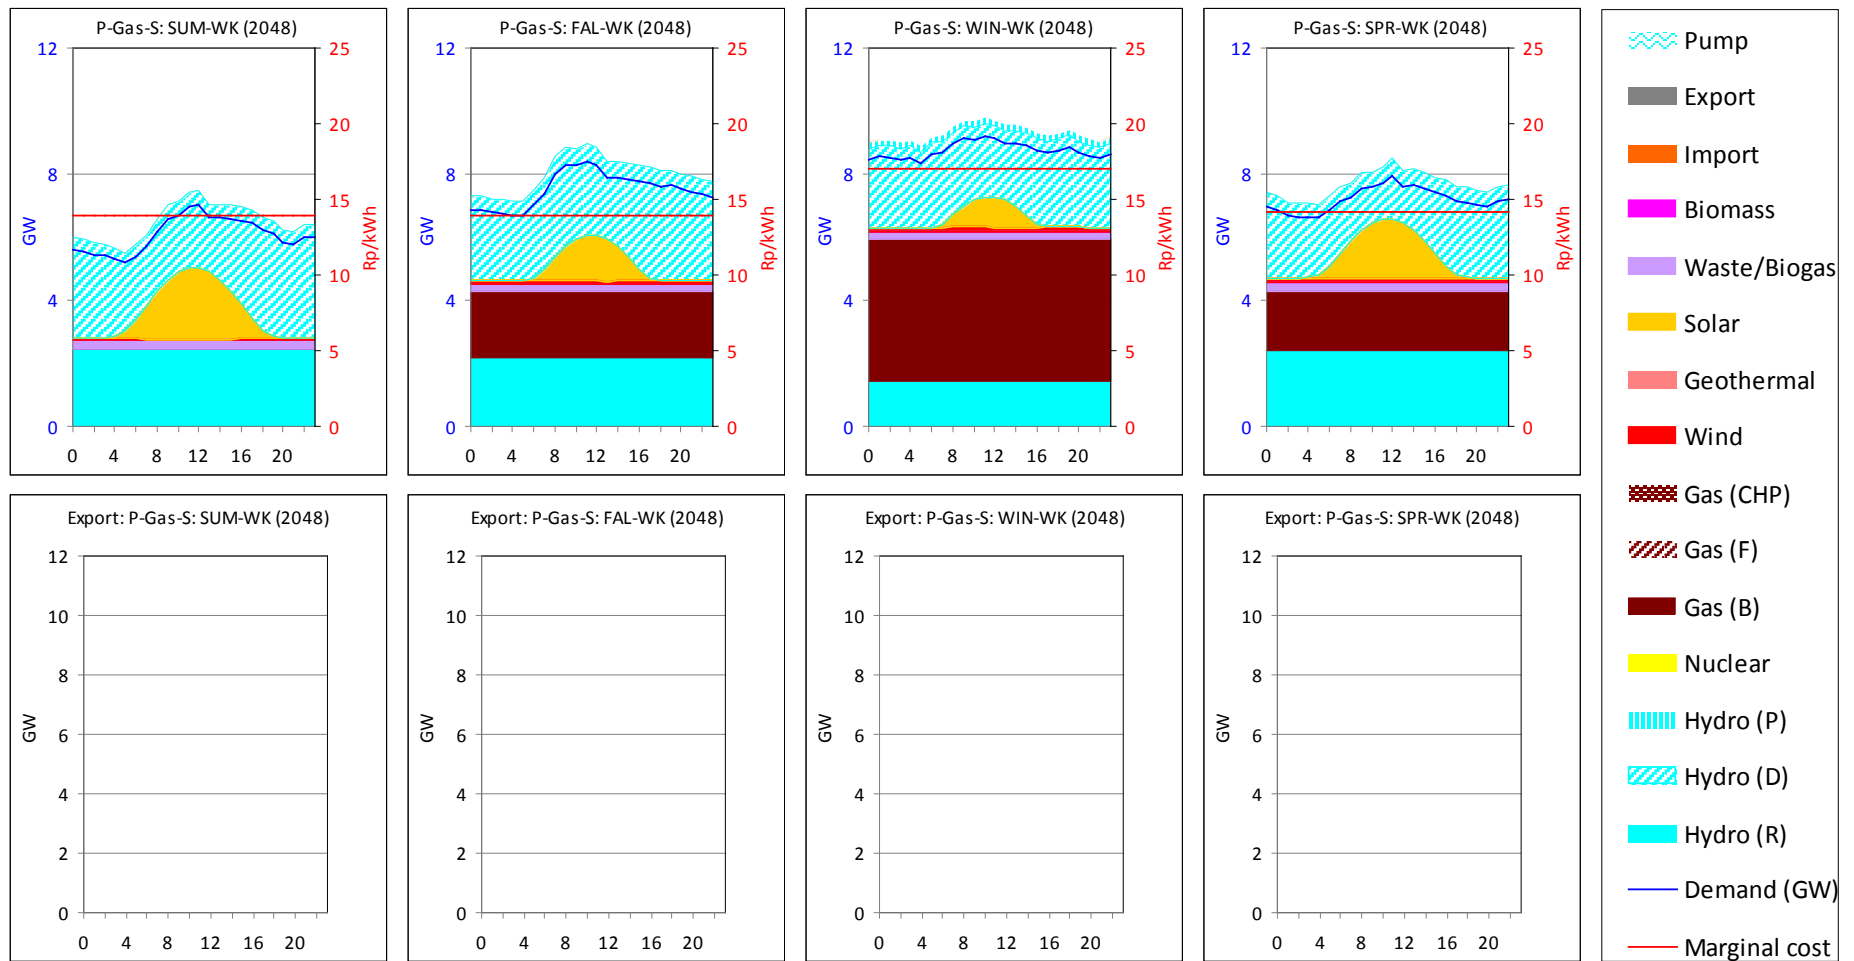 P-Gas-S: SUM-WK (2048)
12
8
4
0
GW
25
20
15
10
5
0
Rp/kWh
0 4 8 12 16 20
P-Gas-S: FAL-WK (2048)
12
8
4
0
GW
25
20
15
10
5
0
Rp/kWh
0 4 8 12 16 20
P-Gas-S: WIN-WK (2048)
12
8
4
0
GW
25
20
15
10
5
0
Rp/kWh
0 4 8 12 16 20
P-Gas-S: SPR-WK (2048)
12
8
4
0
GW
25
20
15
10
5
0
Rp/kWh
0 4 8 12 16 20
Export: P-Gas-S: SUM-WK (2048)
12
10
8
6
4
2
0
GW
0 4 8 12 16 20
Export: P-Gas-S: FAL-WK (2048)
12
10
8
6
4
2
0
GW
0 4 8 12 16 20
Export: P-Gas-S: WIN-WK (2048)
12
10
8
6
4
2
0
GW
0 4 8 12 16 20
Export: P-Gas-S: SPR-WK (2048)
12
10
8
6
4
2
0
GW
0 4 8 12 16 20
Pump
Export
Import
Biomass
Waste/Biogas
Solar
Geothermal
Wind
Gas (CHP)
Gas (F)
Gas (B)
Nuclear
Hydro (P)
Hydro (D)
Hydro (R)
Demand (GW)
Marginal cost